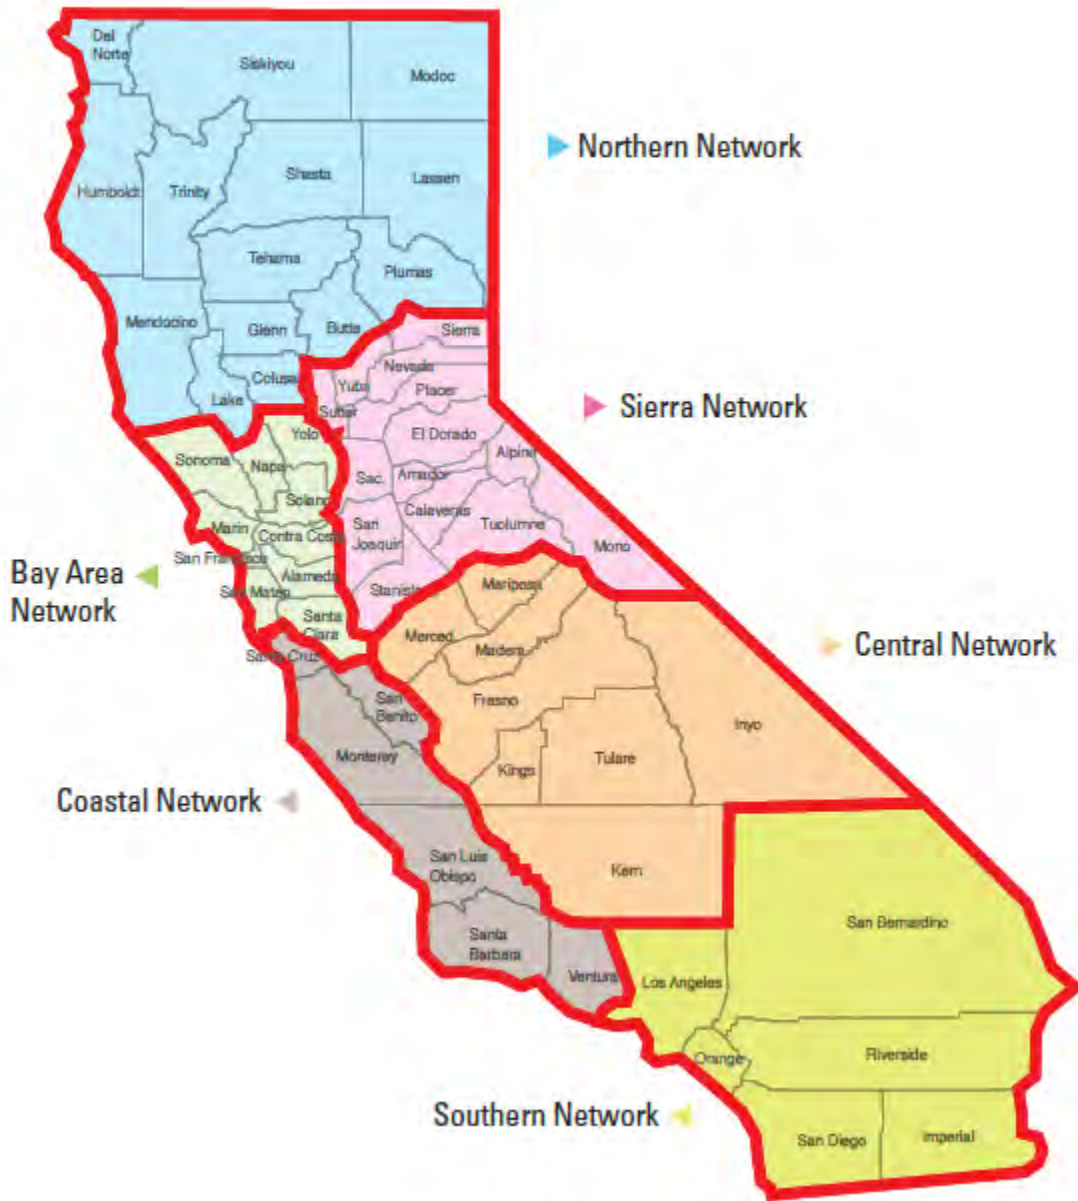 Del
Norte
Siskiyou
Modoc
Northern Network
Humboldt
Trinity
Shasta
Lassen
Tehama
Plumas
Mendocino
Glenn
Butte
Sierra
Lake
Colusa
Yuba
Nevada
Placer
Sutter
Sierra Network
El Dorado
Alpine
Yolo
Sonoma
Napa
Sac.
Amador
Solano
Calaveras
Tuolumne
Marin
Contra Costa
San
Joaquin
Mono
San Francisco
Bay Area
Network
Alameda
San Mateo
Stanisla
Mariposa
Santa
Clara
Merced
Madera
Central Network
Santa Cruz
San
Benito
Fresno
Inyo
Monterey
Kings
Tulare
Coastal Network
San Luis
Obispo
Kern
San Bernardino
Santa
Barbara
Ventura
Los Angeles
Orange
Riverside
Southern Network
San Diego
Imperial